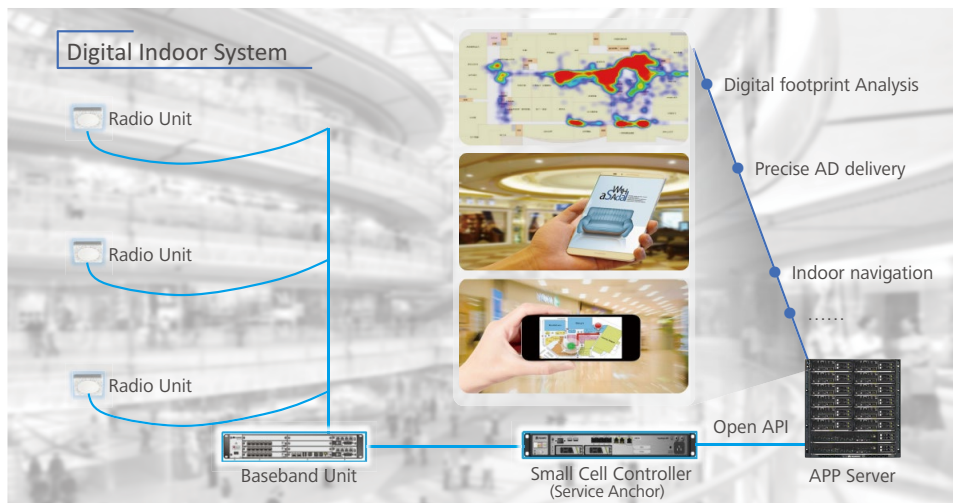 Digital Indoor System
Radio Unit
Radio Unit
Radio Unit
Digital footprint Analysis
Precise AD delivery
Indoor navigation
......
Open API
Baseband Unit
Small Cell Controller
(Service Anchor)
APP Server